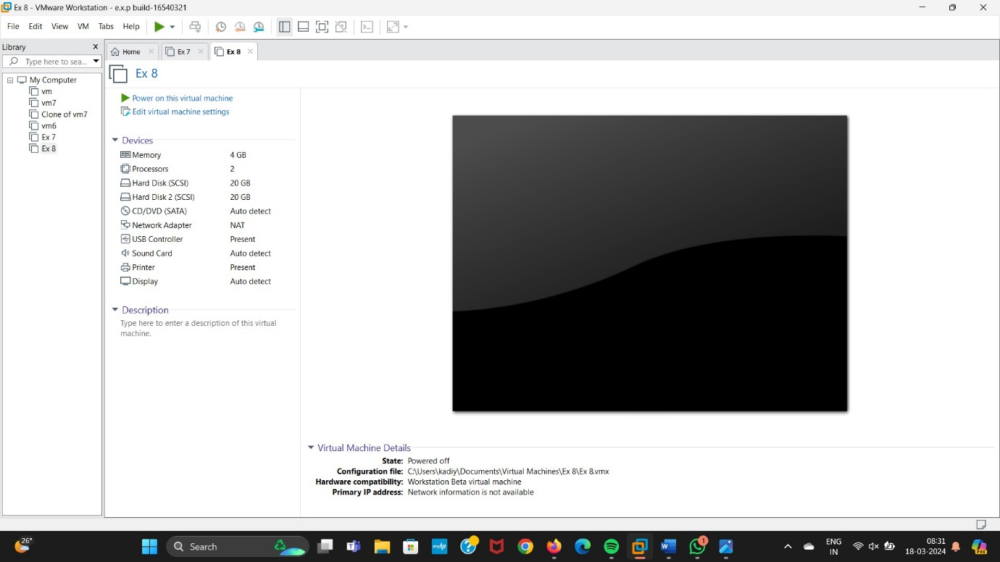 Ex 8 - VMware Workstation - e.x.p build-16540321
File Edit View VM Tabs Help
Library
Type here to sea...
My Computer
vm
vm7
Clone of vm7
vm6
Ex 7
Ex 8
Home Ex 7 Ex 8
Ex 8
Power on this virtual machine
Edit virtual machine settings
Devices
Memory 4 GB
Processors 2
Hard Disk (SCSI) 20 GB
Hard Disk 2 (SCSI) 20 GB
CD/DVD (SATA) Auto detect
Network Adapter NAT
USB Controller Present
Sound Card Auto detect
Printer Present
Display Auto detect
Description
Type here to enter a description of this virtual
machine.
Virtual Machine Details
State: Powered off
Configuration file: C:\Users\kadiy\Documents\Virtual Machines\Ex 8\Ex 8.vmx
Hardware compatibility: Workstation Beta virtual machine
Primary IP address: Network information is not available
26°
Search
myhp
1
ENG
IN
08:31
18-03-2024
PRE